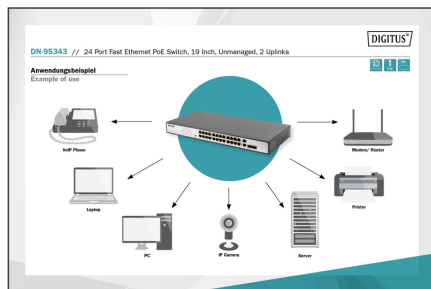 DIGITUS®
DN-95343 // 24 Port Fast Ethernet PoE Switch, 19 Inch, Unmanaged, 2 Uplinks
Anwendungsbeispiel
Example of use
VoIP Phone
Modem/ Router
Laptop
Printer
PC
IP Camera
Server